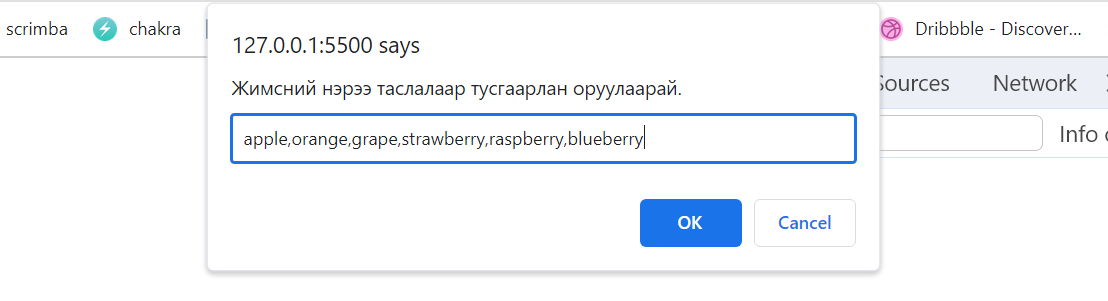 scrimba chakra Dribbble - Discover...
127.0.0.1:5500 says
Жимсний нэрээ таслалаар тусгаарлан оруулаарай.
Sources Network
apple,orange,grape,strawberry,raspberry,blueberry
Info
OK Cancel